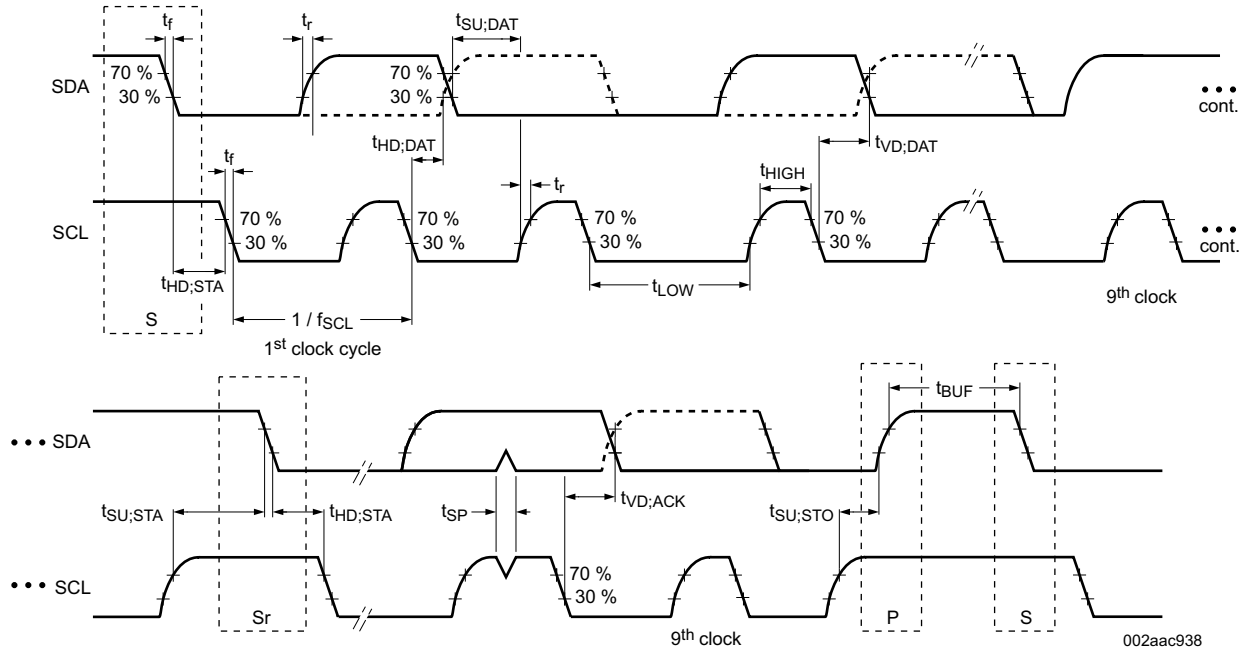 tf
tr
tSU;DAT
SDA
70 %
30 %
70 %
30 %
cont.
tHD;DAT
tVD;DAT
tf
tr
tHIGH
SCL
70 %
30 %
70 %
30 %
70 %
30 %
70 %
30 %
cont.
tHD;STA
tLOW
9th clock
S
1 / fSCL
1st clock cycle
tBUF
SDA
tSU;STA
tHD;STA
tSP
tVD;ACK
tSU;STO
SCL
70 %
30 %
Sr
9th clock
P
S
002aac938